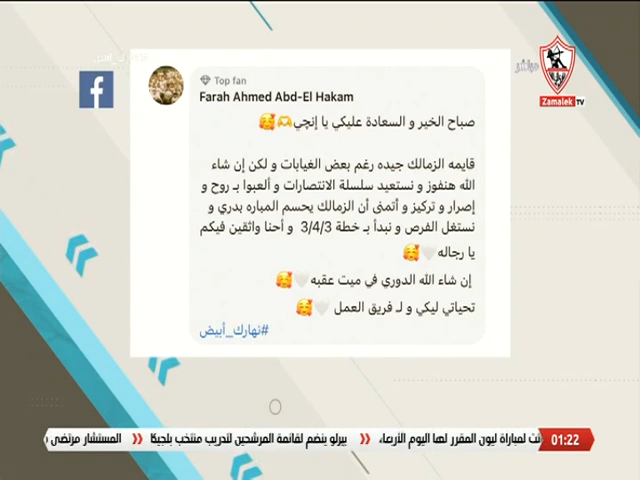 مباشر
Zamalek TV
Top fan
Farah Ahmed Abd-El Hakam
صباح الخير و السعادة عليكي يا إنجي🫶🥰
قايمه الزمالك جيده رغم بعض الغيابات و لكن إن شاء
الله هنفوز و نستعيد سلسلة الانتصارات و ألعبوا بـ روح و
إصرار و تركيز و أتمنى أن الزمالك يحسم المباره بدري و
نستغل الفرص و نبدأ بـ خطة 3/4/3 و أحنا واثقين فيكم
يا رجاله🤍🥰
إن شاء الله الدوري في ميت عقبه🤍🥰
تحياتي ليكي و لـ فريق العمل 🤍🥰
#نهارك_أبيض
01:22
نت لمباراة ليون المقرر لها اليوم الأربعاء، » بيرلو ينضم لقائمة المرشحين لتدريب منتخب بلجيكا » المستشار مرتضى